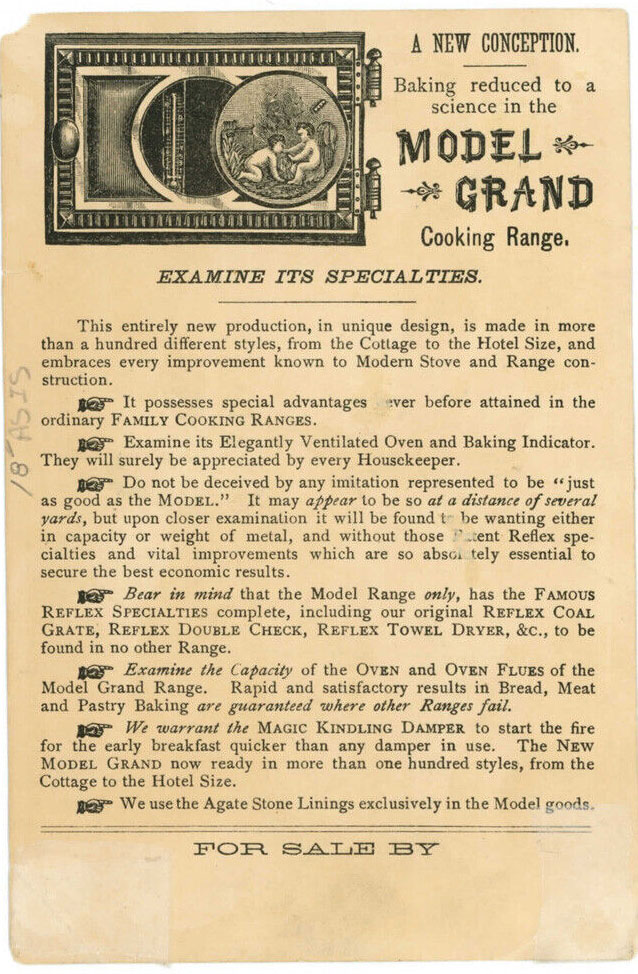 A NEW CONCEPTION.
Baking reduced to a
science in the
MODEL
GRAND
Cooking Range.
EXAMINE ITS SPECIALTIES.
This entirely new production, in unique design, is made in more
than a hundred different styles, from the Cottage to the Hotel Size, and
embraces every improvement known to Modern Stove and Range con-
struction.
It possesses special advantages ever before attained in the
ordinary FAMILY COOKING RANGES.
Examine its Elegantly Ventilated Oven and Baking Indicator.
They will surely be appreciated by every Housekeeper.
Do not be deceived by any imitation represented to be "just
as good as the MODEL." It may appear to be so at a distance of several
yards, but upon closer examination it will be found t be wanting either
in capacity or weight of metal, and without those Patent Reflex spe-
cialties and vital improvements which are so absolutely essential to
secure the best economic results.
Bear in mind that the Model Range only, has the FAMOUS
REFLEX SPECIALTIES complete, including our original REFLEX COAL
GRATE, REFLEX DOUBLE CHECK, REFLEX TOWEL DRYER, &C., to be
found in no other Range.
Examine the Capacity of the OVEN and OVEN FLUES of the
Model Grand Range. Rapid and satisfactory results in Bread, Meat
and Pastry Baking are guaranteed where other Ranges fail.
We warrant the MAGIC KINDLING DAMPER to start the fire
for the early breakfast quicker than any damper in use. The NEW
MODEL GRAND now ready in more than one hundred styles, from the
Cottage to the Hotel Size.
We use the Agate Stone Linings exclusively in the Model goods.
FOR SALE BY
18- AS IS